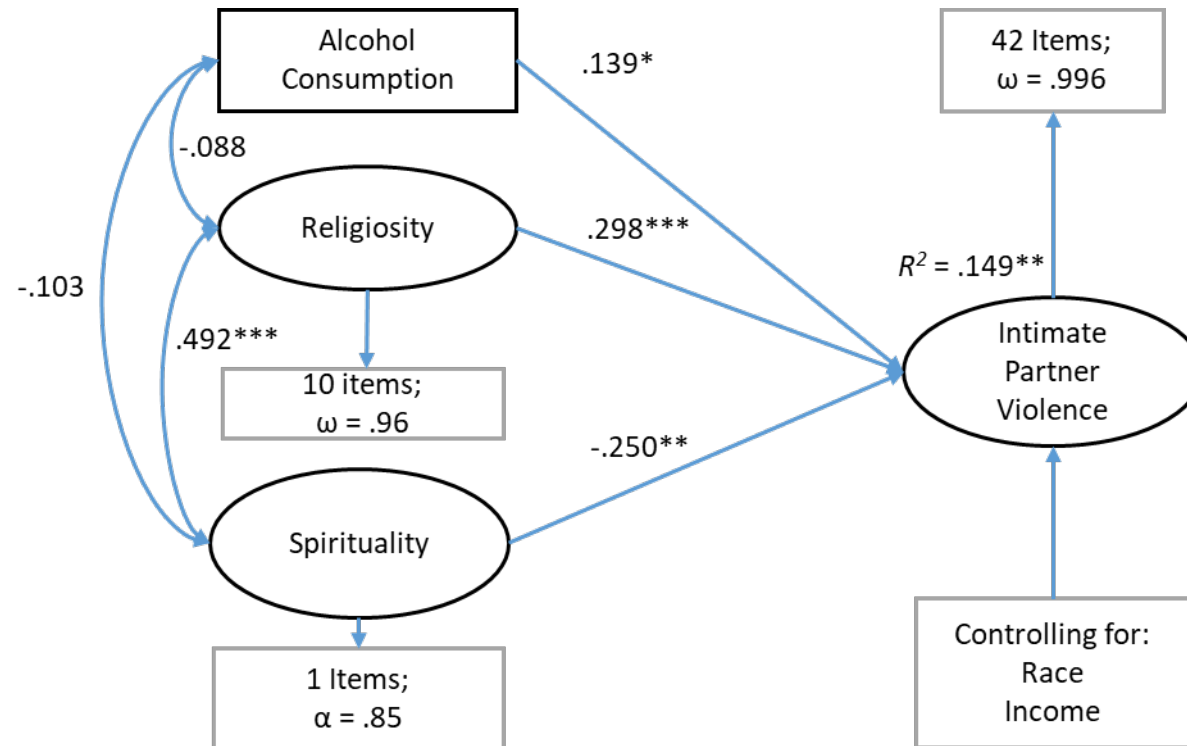 Alcohol
Consumption
.139*
42 Items;
ω = .996
-.088
Religiosity
.298***
R² = .149**
-.103
.492***
Intimate
Partner
Violence
10 items;
ω = .96
-.250**
Spirituality
1 Items;
α = .85
Controlling for:
Race
Income